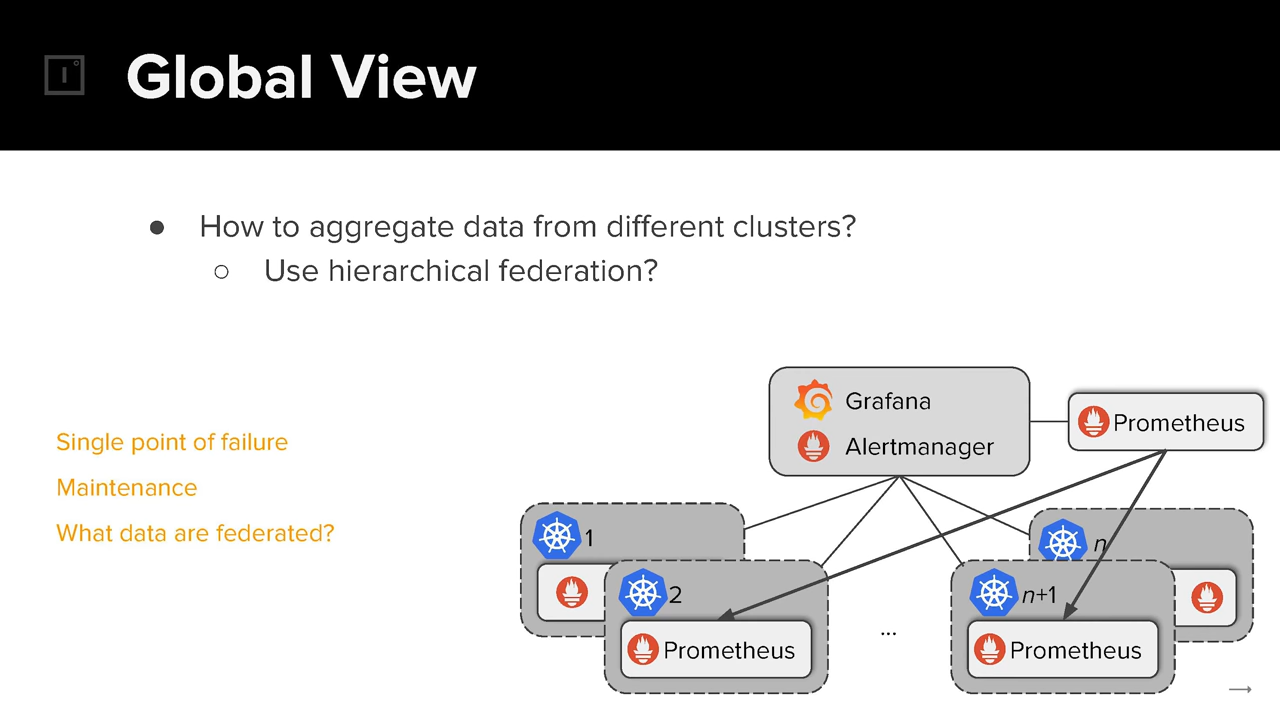 Global View
● How to aggregate data from different clusters?
○ Use hierarchical federation?
Single point of failure
Maintenance
What data are federated?
Grafana
Alertmanager
Prometheus
1
2
Prometheus
...
n
n+1
Prometheus